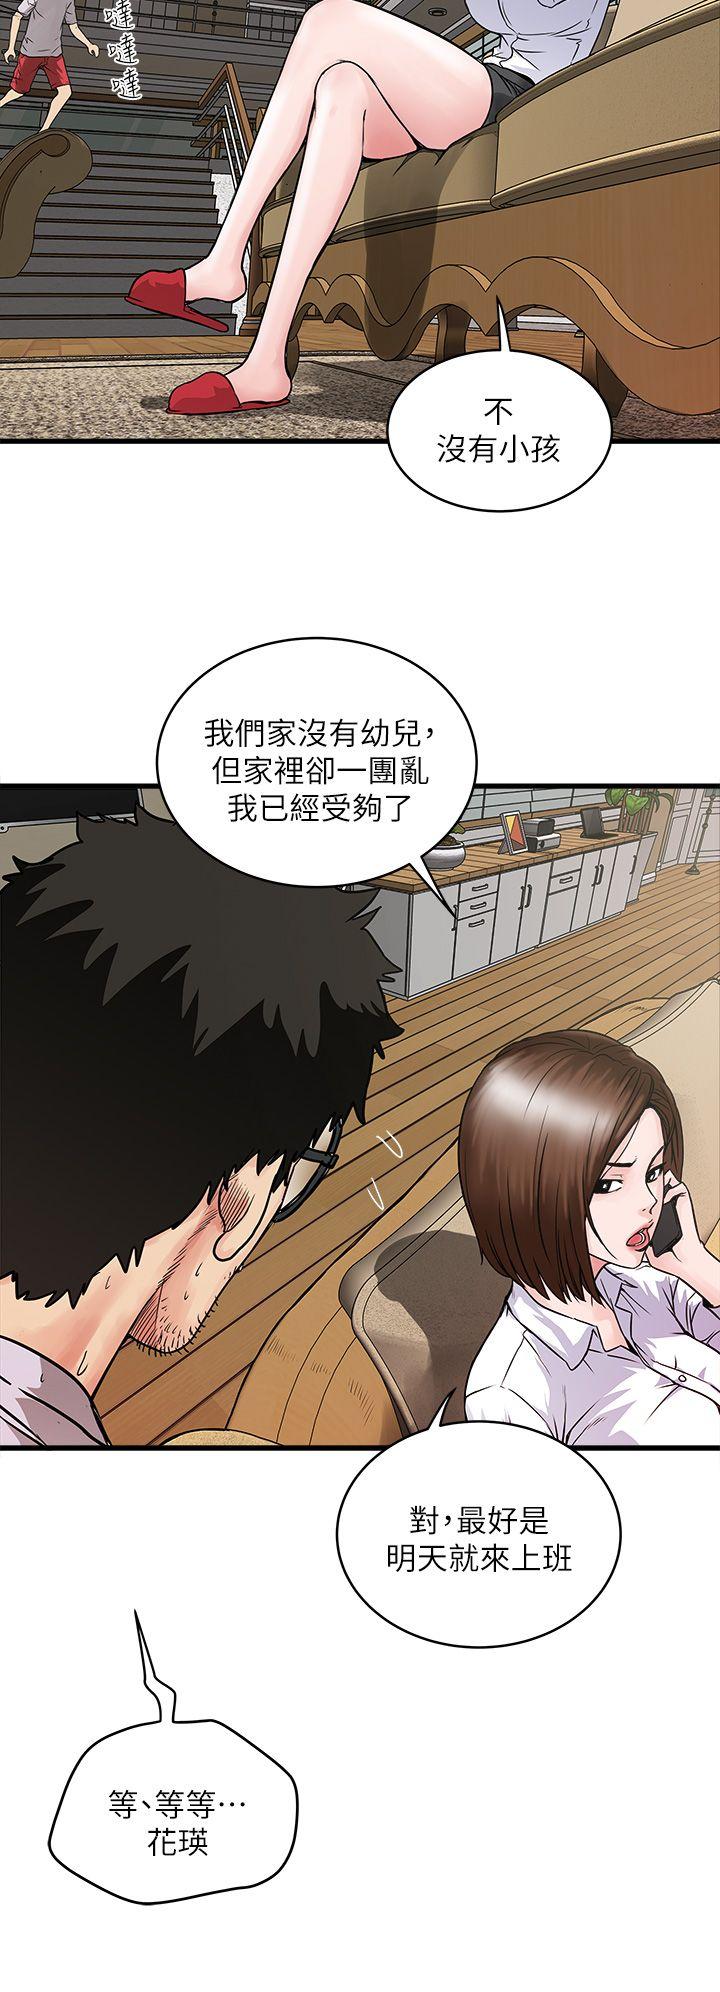 噠噠噠
不
沒有小孩
我們家沒有幼兒，
但家裡卻一團亂
我已經受夠了
對，最好是
明天就來上班
等、等等⋯
花瑛